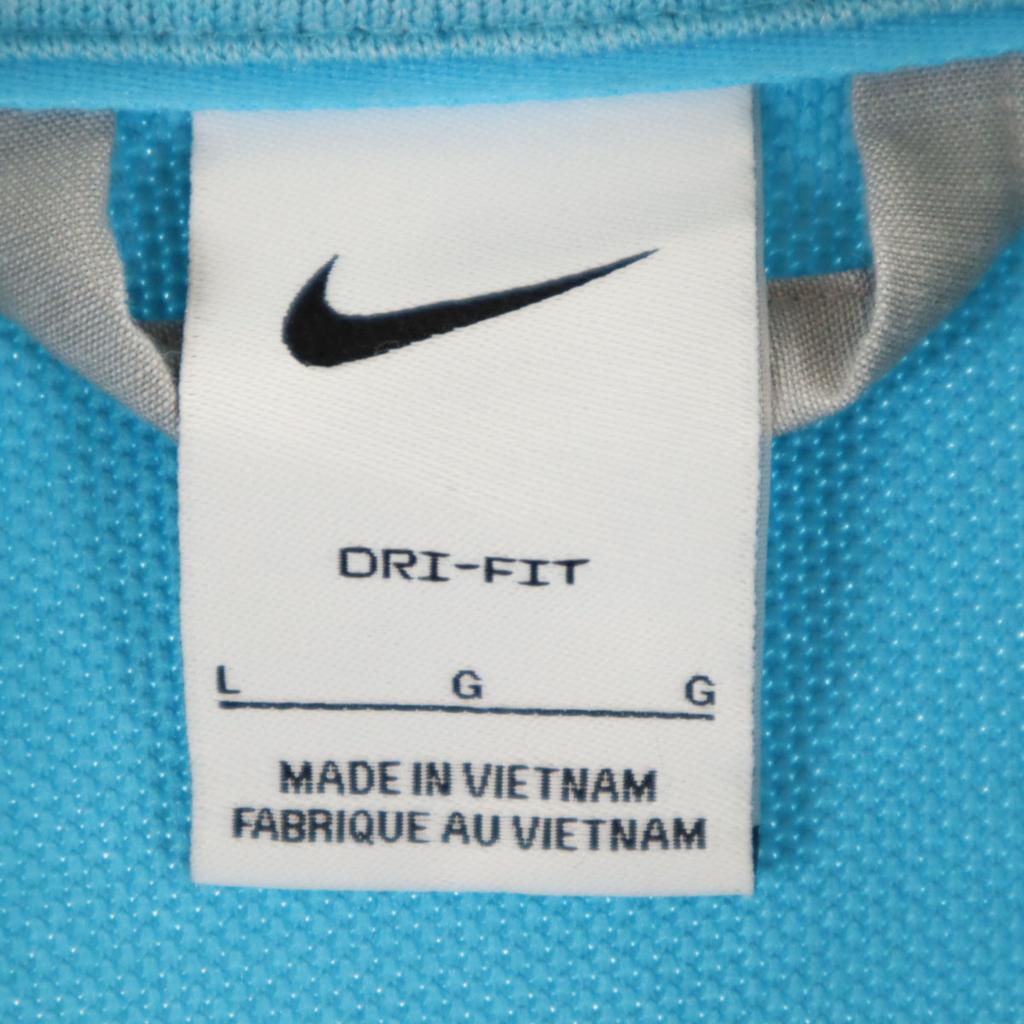 DRI-FIT
L G G
MADE IN VIETNAM
FABRIQUE AU VIETNAM